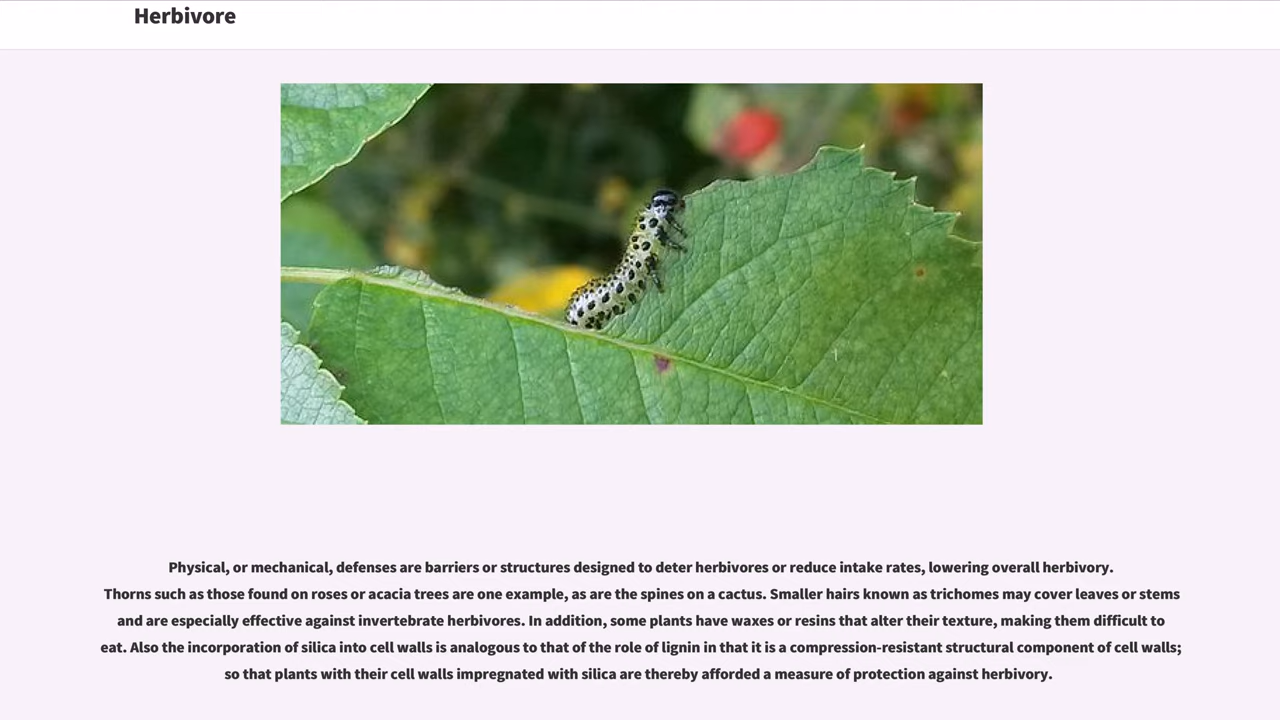 Herbivore
Physical, or mechanical, defenses are barriers or structures designed to deter herbivores or reduce intake rates, lowering overall herbivory.
Thorns such as those found on roses or acacia trees are one example, as are the spines on a cactus. Smaller hairs known as trichomes may cover leaves or stems
and are especially effective against invertebrate herbivores. In addition, some plants have waxes or resins that alter their texture, making them difficult to
eat. Also the incorporation of silica into cell walls is analogous to that of the role of lignin in that it is a compression-resistant structural component of cell walls;
so that plants with their cell walls impregnated with silica are thereby afforded a measure of protection against herbivory.